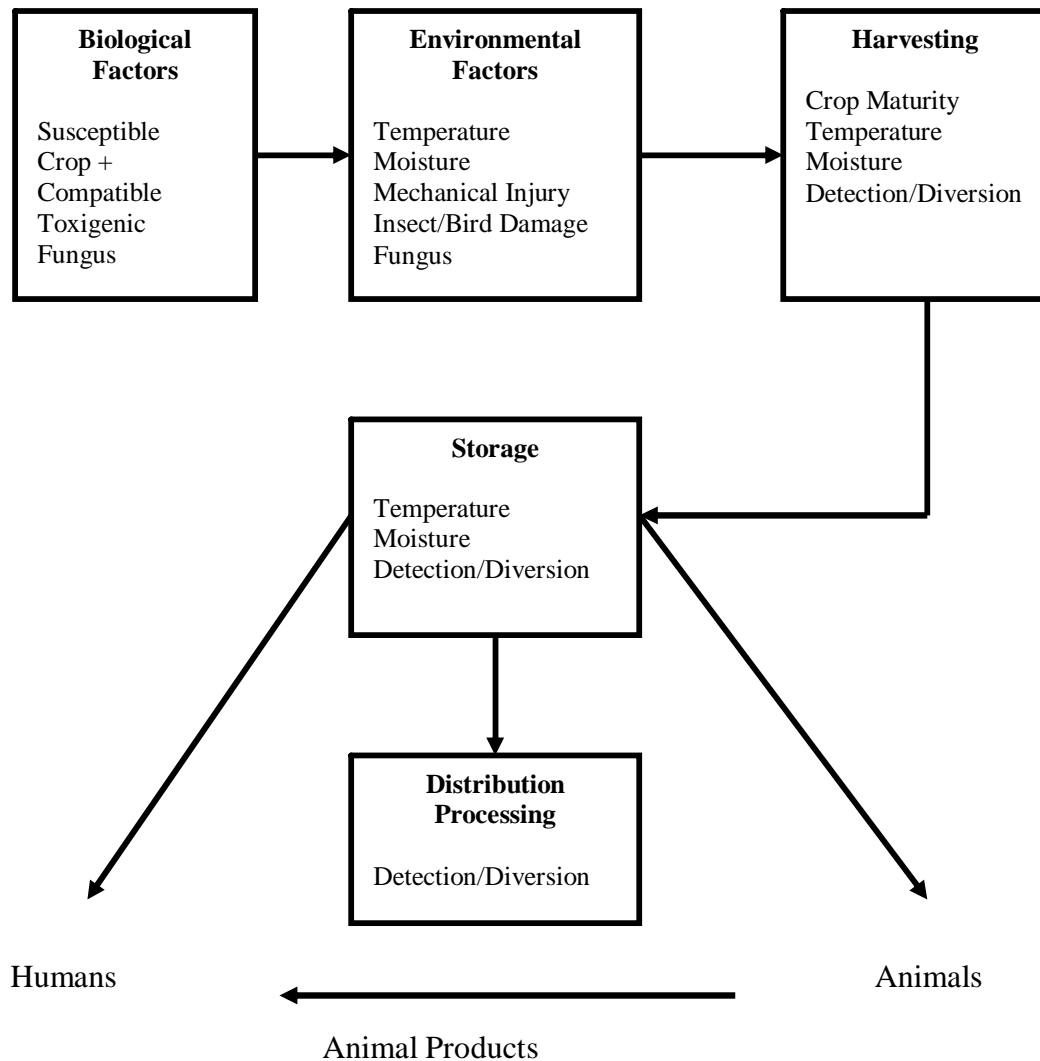 Biological
Factors
Susceptible
Crop +
Compatible
Toxigenic
Fungus
Environmental
Factors
Temperature
Moisture
Mechanical Injury
Insect/Bird Damage
Fungus
Harvesting
Crop Maturity
Temperature
Moisture
Detection/Diversion
Storage
Temperature
Moisture
Detection/Diversion
Distribution
Processing
Detection/Diversion
Humans
Animals
Animal Products